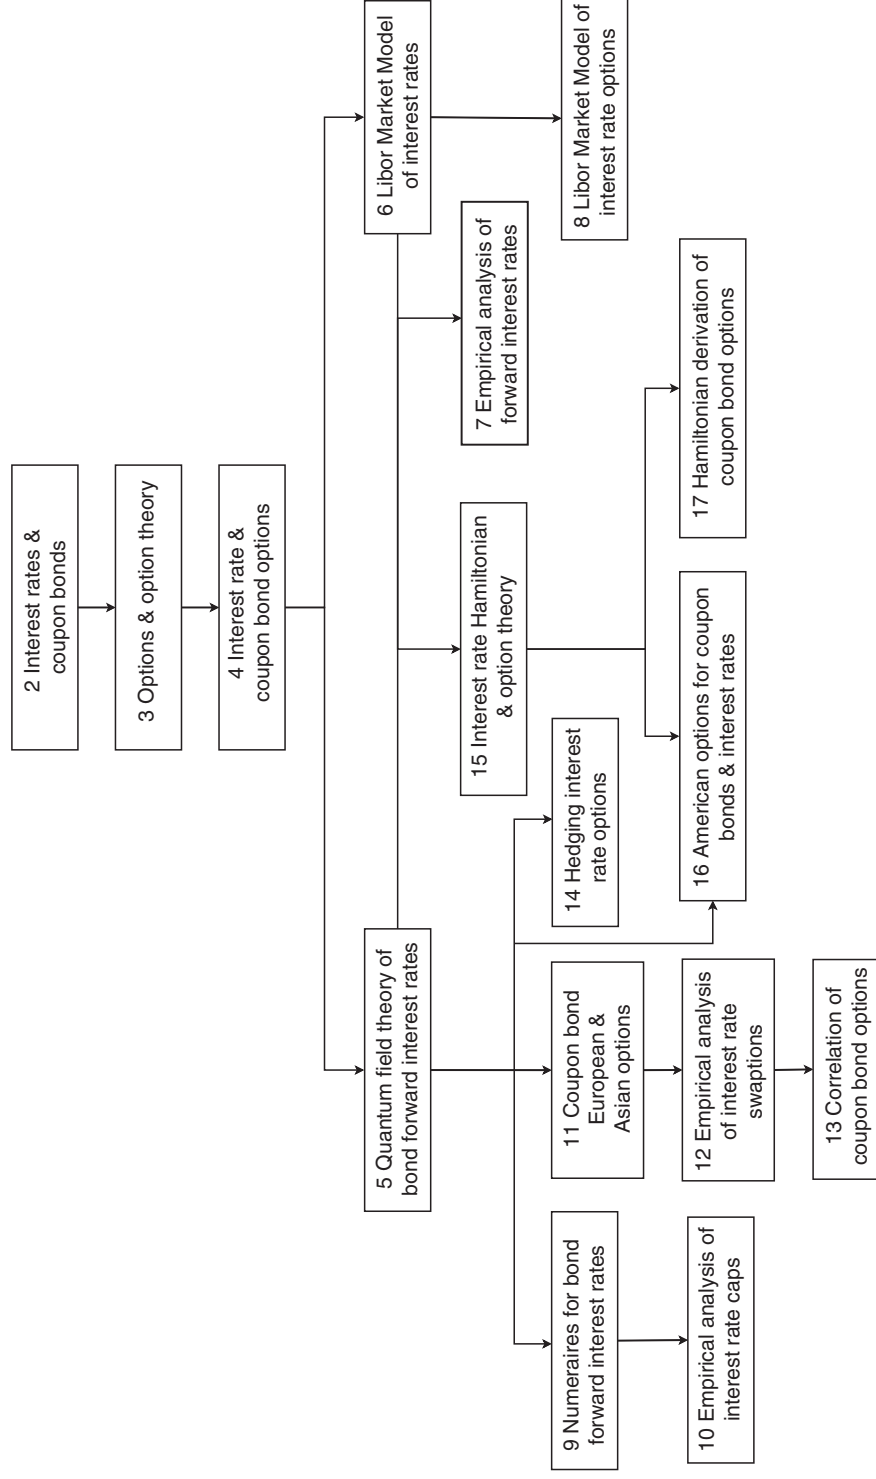 2 Interest rates &
coupon bonds
3 Options & option theory
4 Interest rate &
coupon bond options
5 Quantum field theory of
bond forward interest rates
6 Libor Market Model
of interest rates
7 Empirical analysis of
forward interest rates
8 Libor Market Model of
interest rate options
9 Numeraires for bond
forward interest rates
10 Empirical analysis of
interest rate caps
11 Coupon bond
European &
Asian options
12 Empirical analysis
of interest rate
swaptions
13 Correlation of
coupon bond options
14 Hedging interest
rate options
15 Interest rate Hamiltonian
& option theory
16 American options for coupon
bonds & interest rates
17 Hamiltonian derivation of
coupon bond options